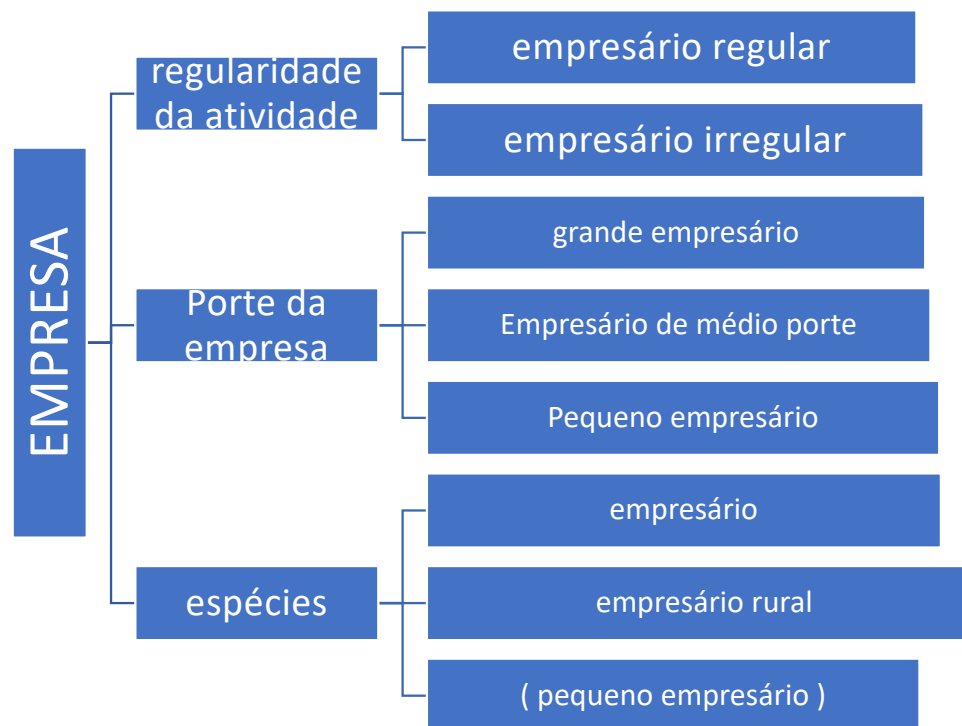 EMPRESA
regularidade
da atividade
empresário regular
empresário irregular
Porte da
empresa
grande empresário
Empresário de médio porte
Pequeno empresário
espécies
empresário
empresário rural
( pequeno empresário )